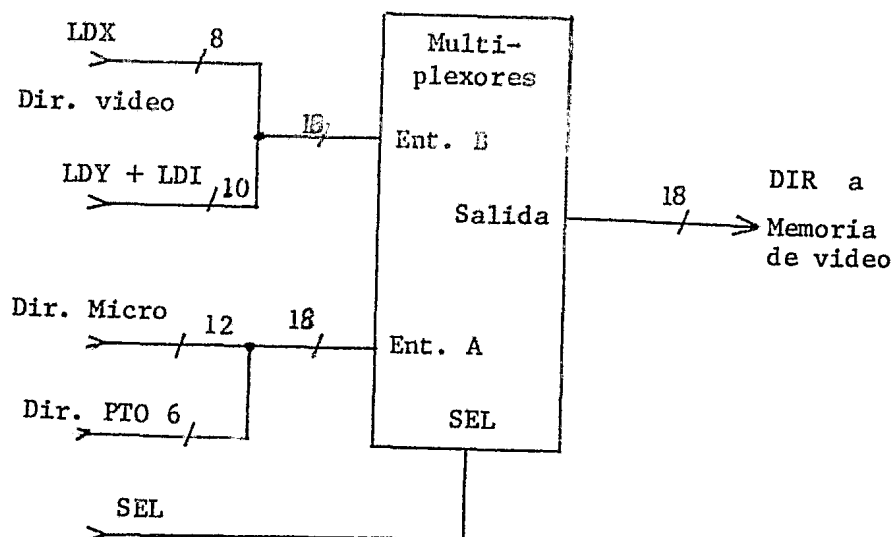 LDX
8
Multi-
plexores
Dir. video
18
Ent. B
LDY + LDI
10
DIR a
18
Salida
Memoria
de video
Dir. Micro
12
18
Ent. A
Dir. PTO 6
SEL
SEL